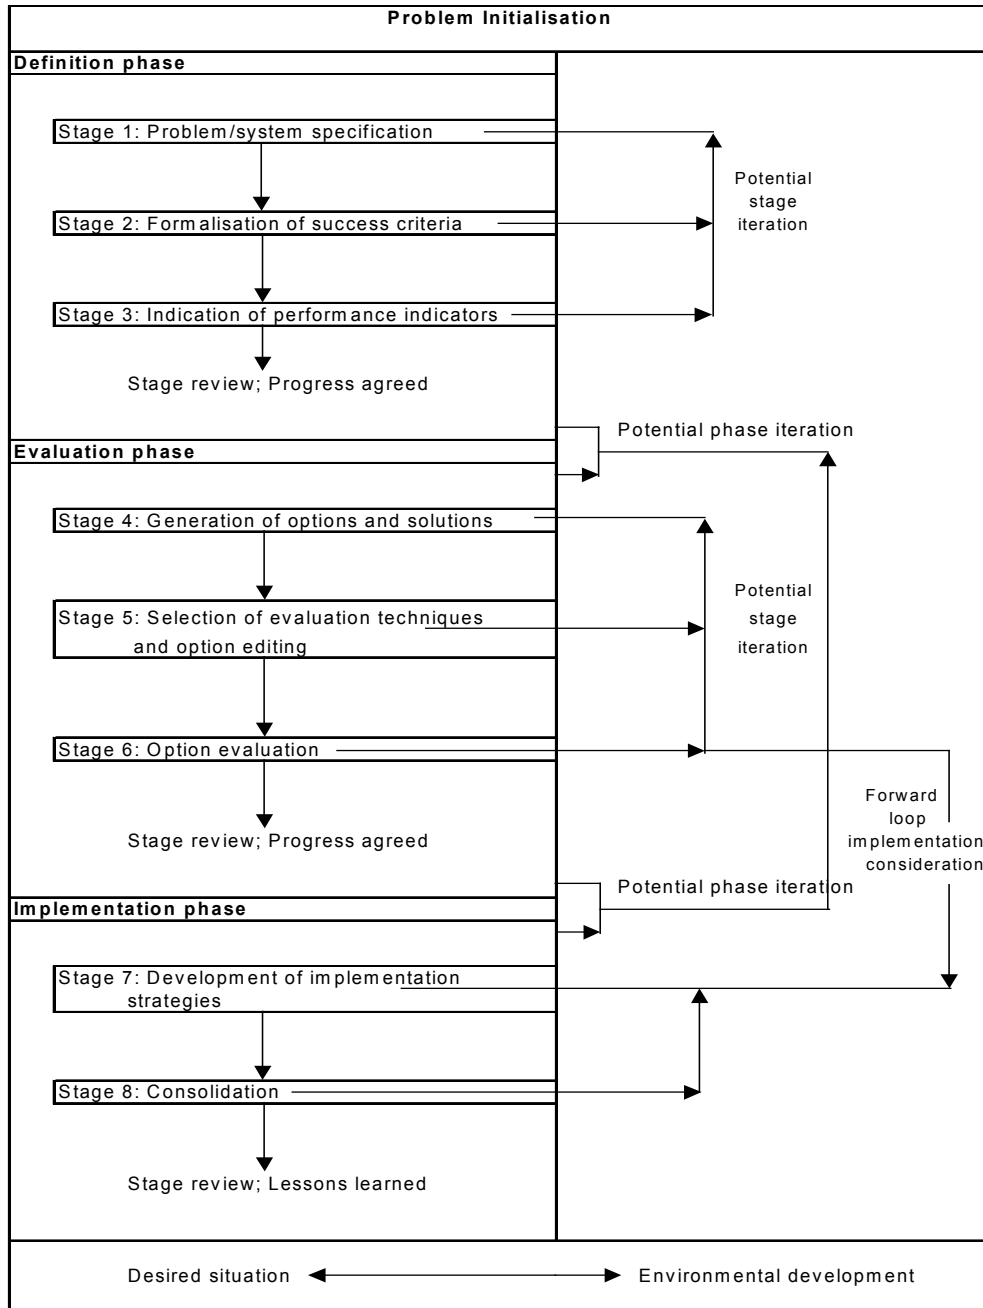 Problem Initialisation
Definition phase
Stage 1: Problem/system specification
Potential
stage
iteration
Stage 2: Formalisation of success criteria
Stage 3: Indication of performance indicators
Stage review; Progress agreed
Potential phase iteration
Evaluation phase
Stage 4: Generation of options and solutions
Potential
stage
iteration
Stage 5: Selection of evaluation techniques
and option editing
Stage 6: Option evaluation
Forward
loop
implementation
consideration
Stage review; Progress agreed
Potential phase iteration
Implementation phase
Stage 7: Development of implementation
strategies
Stage 8: Consolidation
Stage review; Lessons learned
Desired situation
Environmental development